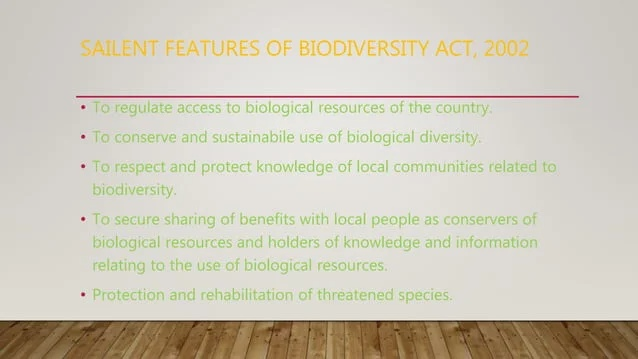 SAILENT FEATURES OF BIODIVERSITY ACT, 2002
• To regulate access to biological resources of the country.
• To conserve and sustainabile use of biological diversity.
• To respect and protect knowledge of local communities related to
biodiversity.
• To secure sharing of benefits with local people as conservers of
biological resources and holders of knowledge and information
relating to the use of biological resources.
• Protection and rehabilitation of threatened species.